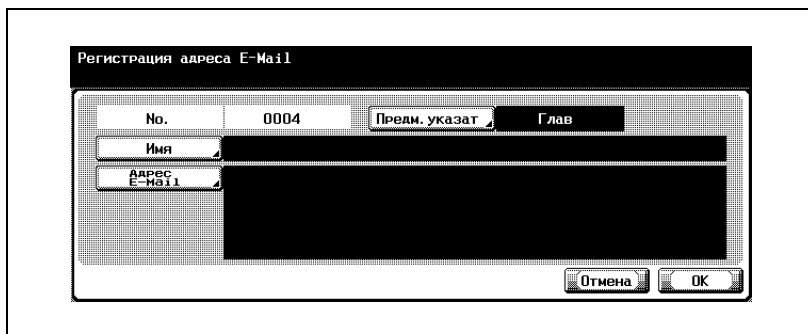 Регистрация адреса E-Mail
No. 0004 Предм.указат Глав
Имя
Адрес
E-Mail
Отмена OK